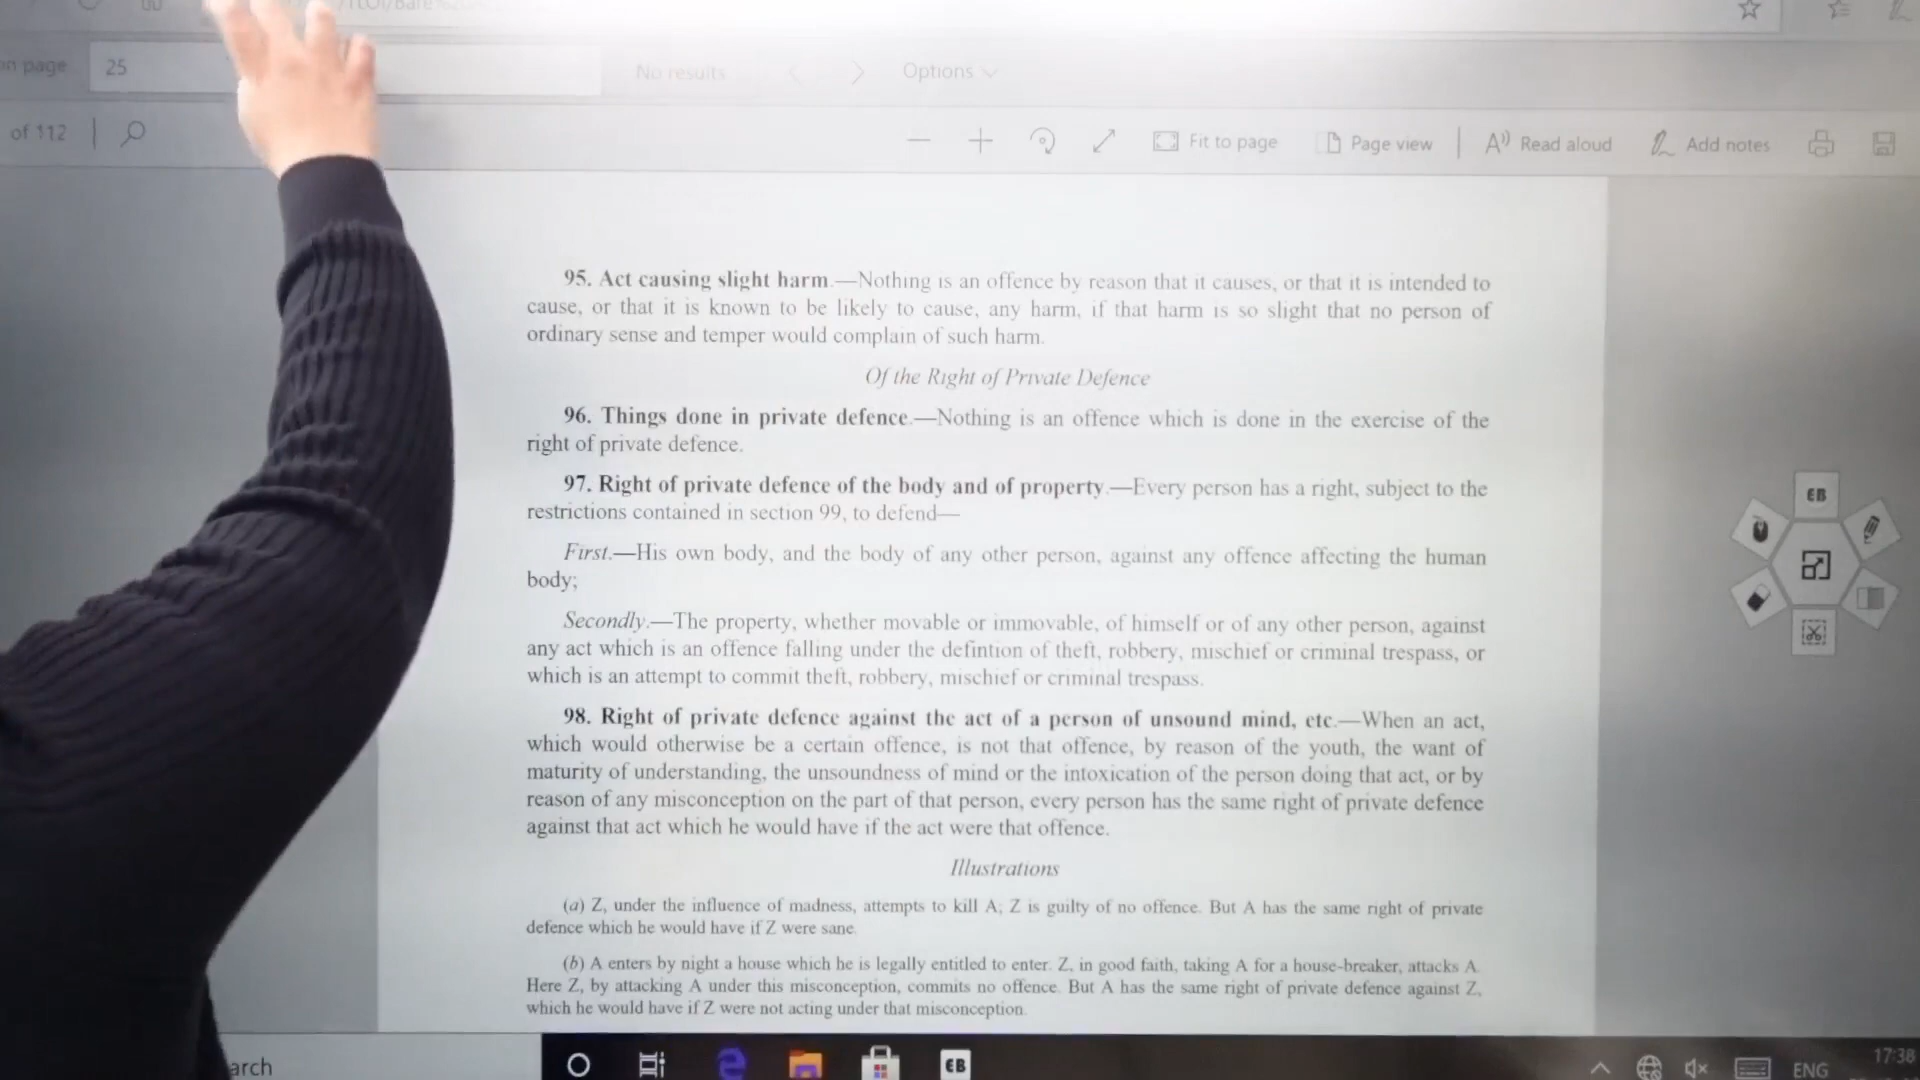 on page 25 No results Options
of 112 Fit to page Page view Read aloud Add notes
95. Act causing slight harm.—Nothing is an offence by reason that it causes, or that it is intended to
cause, or that it is known to be likely to cause, any harm, if that harm is so slight that no person of
ordinary sense and temper would complain of such harm.
Of the Right of Private Defence
96. Things done in private defence.—Nothing is an offence which is done in the exercise of the
right of private defence.
97. Right of private defence of the body and of property.—Every person has a right, subject to the
restrictions contained in section 99, to defend—
First.—His own body, and the body of any other person, against any offence affecting the human
body;
Secondly.—The property, whether movable or immovable, of himself or of any other person, against
any act which is an offence falling under the defintion of theft, robbery, mischief or criminal trespass, or
which is an attempt to commit theft, robbery, mischief or criminal trespass.
98. Right of private defence against the act of a person of unsound mind, etc.—When an act,
which would otherwise be a certain offence, is not that offence, by reason of the youth, the want of
maturity of understanding, the unsoundness of mind or the intoxication of the person doing that act, or by
reason of any misconception on the part of that person, every person has the same right of private defence
against that act which he would have if the act were that offence.
Illustrations
(a) Z, under the influence of madness, attempts to kill A; Z is guilty of no offence. But A has the same right of private
defence which he would have if Z were sane.
(b) A enters by night a house which he is legally entitled to enter. Z, in good faith, taking A for a house-breaker, attacks A.
Here Z, by attacking A under this misconception, commits no offence. But A has the same right of private defence against Z,
which he would have if Z were not acting under that misconception.
EB
arch EB ENG 17:38